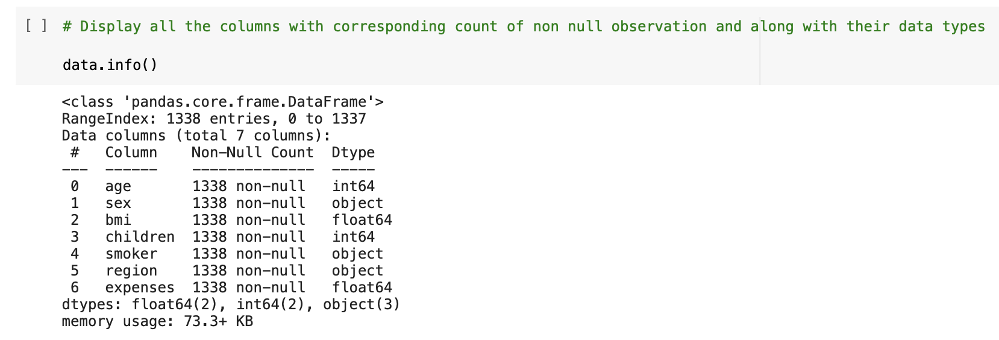 [ ] # Display all the columns with corresponding count of non null observation and along with their data types
data.info()
<class 'pandas.core.frame.DataFrame'>
RangeIndex: 1338 entries, 0 to 1337
Data columns (total 7 columns):
 #   Column    Non-Null Count  Dtype
---  ------    --------------  -----
 0   age       1338 non-null   int64
 1   sex       1338 non-null   object
 2   bmi       1338 non-null   float64
 3   children  1338 non-null   int64
 4   smoker    1338 non-null   object
 5   region    1338 non-null   object
 6   expenses  1338 non-null   float64
dtypes: float64(2), int64(2), object(3)
memory usage: 73.3+ KB